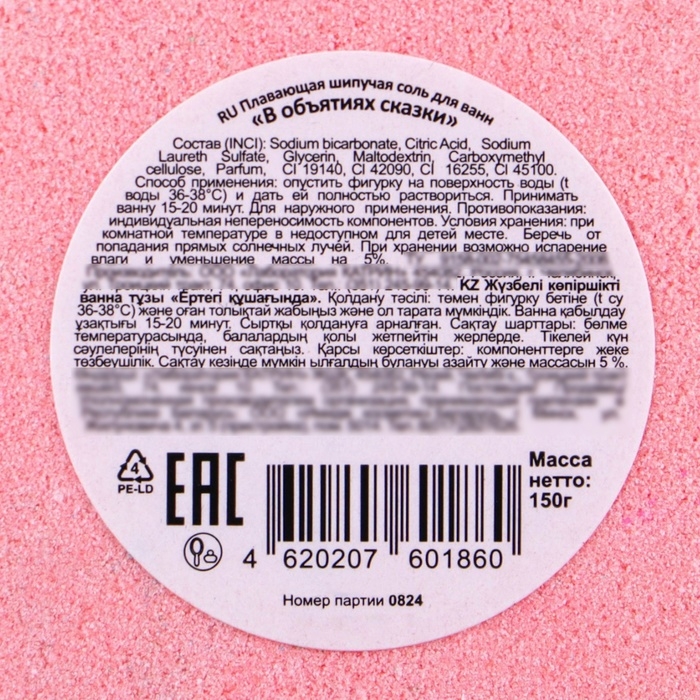 RU Плавающая шипучая соль для ванн
«В объятиях сказки»
Состав (INCI): Sodium bicarbonate, Citric Acid, Sodium
Laureth Sulfate, Glycerin, Maltodextrin, Carboxymethyl
cellulose, Parfum, CI 19140, CI 42090, CI 16255, CI 45100.
Способ применения: опустить фигурку на поверхность воды (t
воды 36-38°C) и дать ей полностью раствориться. Принимать
ванну 15-20 минут. Для наружного применения. Противопоказания:
индивидуальная непереносимость компонентов. Условия хранения: при
комнатной температуре в недоступном для детей месте. Беречь от
попадания прямых солнечных лучей. При хранении возможно испарение
влаги и уменьшение массы на 5%.
KZ Жүзбелі көпіршікті
ванна тұзы «Ертегі құшағында». Қолдану тәсілі: төмен фигурку бетіне (t су
36-38°C) және оған толықтай жабыңыз және ол тарата мүмкіндік. Ванна қабылдау
ұзақтығы 15-20 минут. Сыртқы қолдануға арналған. Сақтау шарттары: бөлме
температурасында, балалардың қолы жетпейтін жерлерде. Тікелей күн
сәулелерінің түсуінен сақтаңыз. Қарсы көрсеткіштер: компоненттерге жеке
төзбеушілік. Сақтау кезінде мүмкін ылғалдың булануы азайту және массасын 5 %.
4
PE-LD
EAC
Масса
нетто:
150г
4 620207 601860
Номер партии 0824